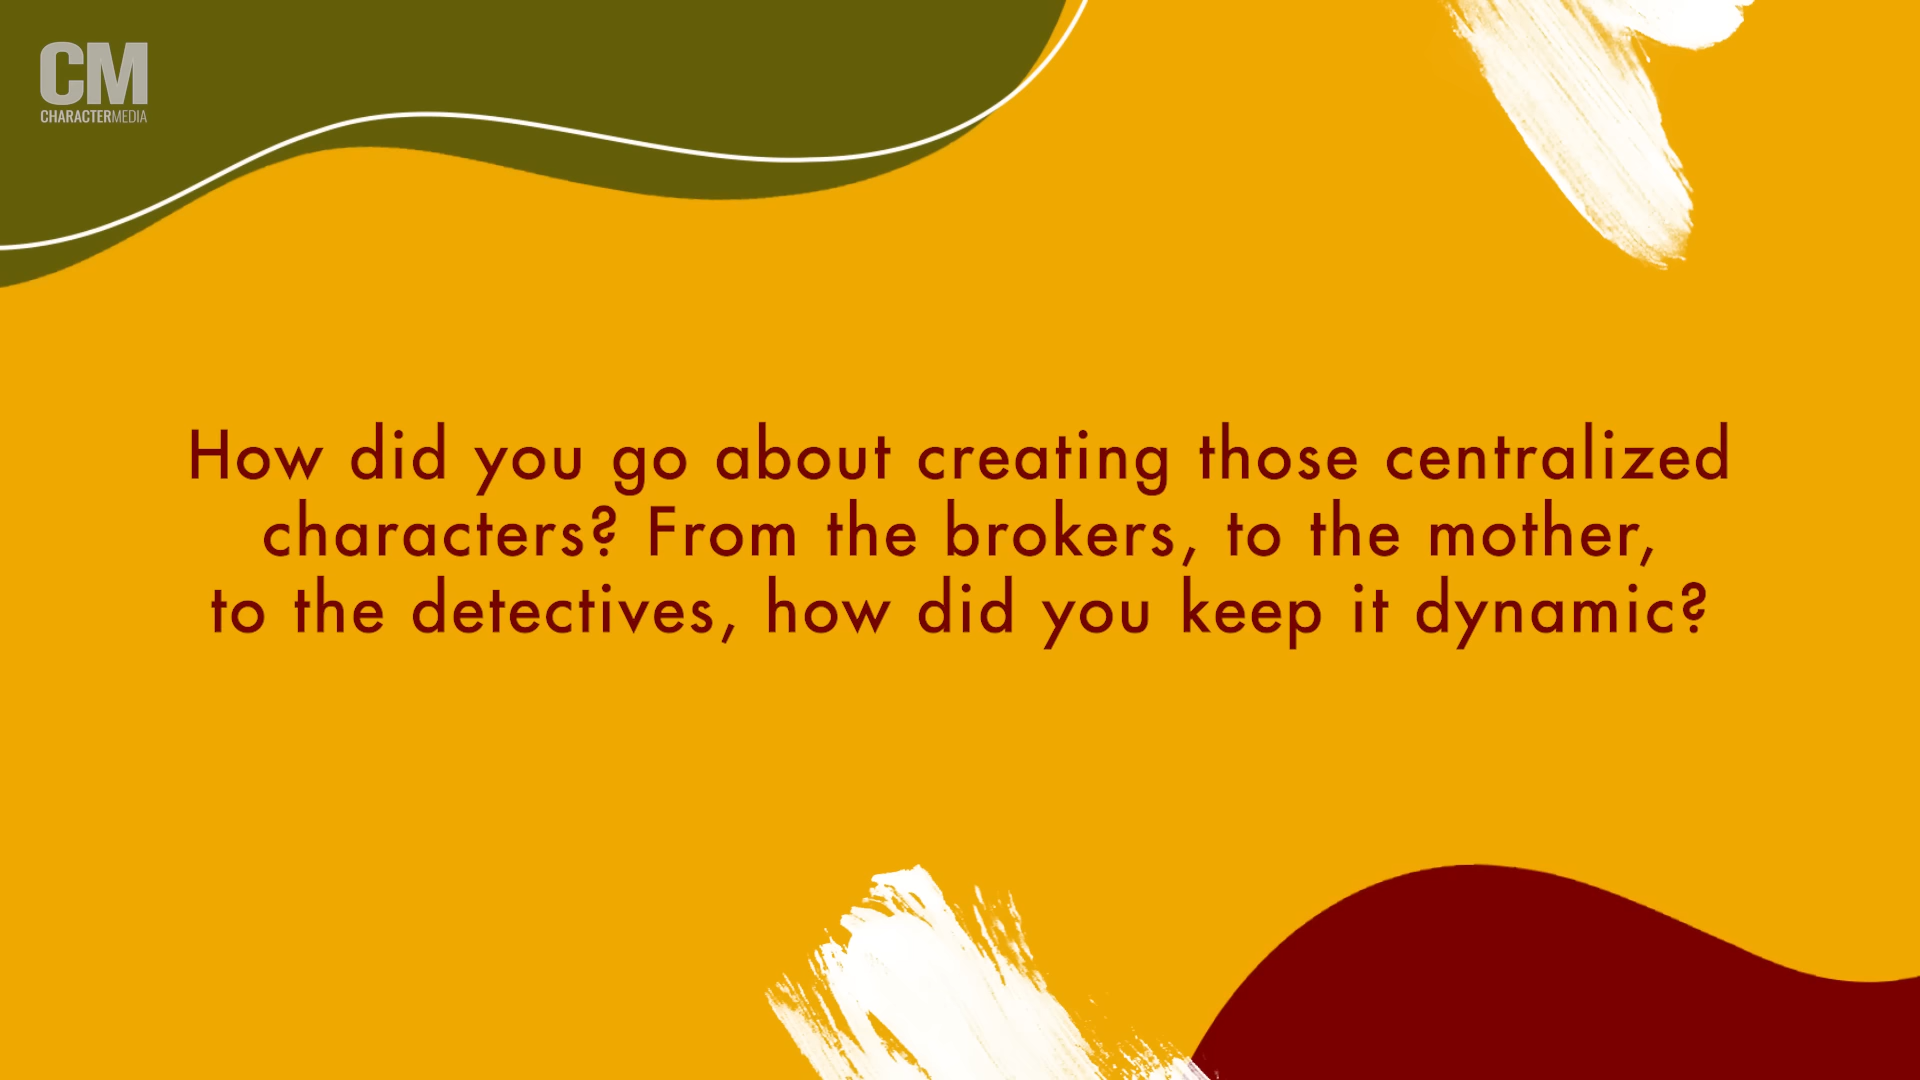 CM
CHARACTERMEDIA
How did you go about creating those centralized
characters? From the brokers, to the mother,
to the detectives, how did you keep it dynamic?